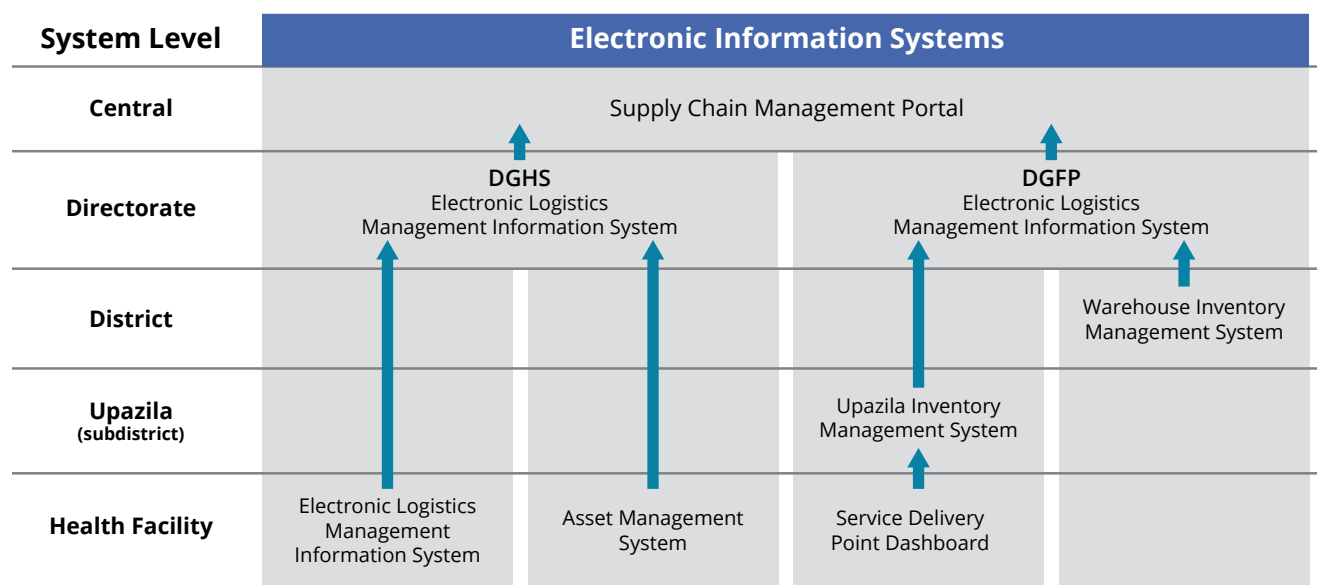 System Level
Electronic Information Systems
Central
Supply Chain Management Portal
Directorate
DGHS
Electronic Logistics
Management Information System
DGFP
Electronic Logistics
Management Information System
District
Warehouse Inventory
Management System
Upazila
(subdistrict)
Upazila Inventory
Management System
Health Facility
Electronic Logistics
Management
Information System
Asset Management
System
Service Delivery
Point Dashboard